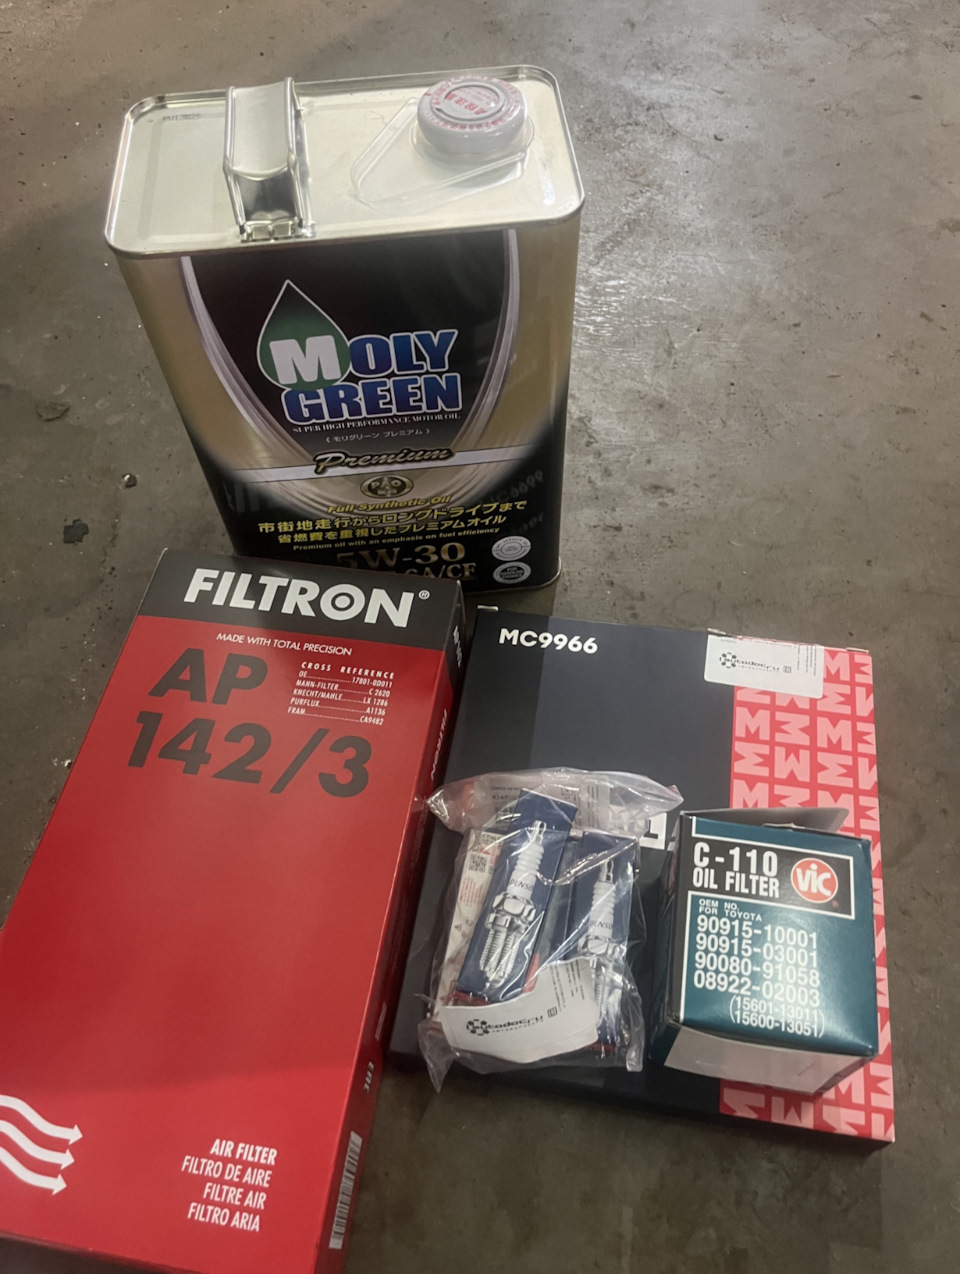 MOLY
GREEN
SUPER HIGH PERFORMANCE MOTOR OIL
《 モリグリーン プレミアム 》
Premium
PAO
Full Synthetic Oil
市街地走行からロングドライブまで
省燃費を重視したプレミアムオイル
Premium oil with an emphasis on fuel efficiency
5W-30
FILTRON®
MADE WITH TOTAL PRECISION
AP
142/3
CROSS REFERENCE
OE..........17801-0D011
MANN-FILTER..........C 2620
KNECHT/MAHLE......LX 1286
PURFLUX..........A1136
FRAM..........CA9482
AIR FILTER
FILTRO DE AIRE
FILTRE AIR
FILTRO ARIA
MC9966
DENSO
DENSO
C-110
OIL FILTER
VIC
OEM NO.
FOR TOYOTA
90915-10001
90915-03001
90080-91058
08922-02003
(15601-13011)
(15600-13051)